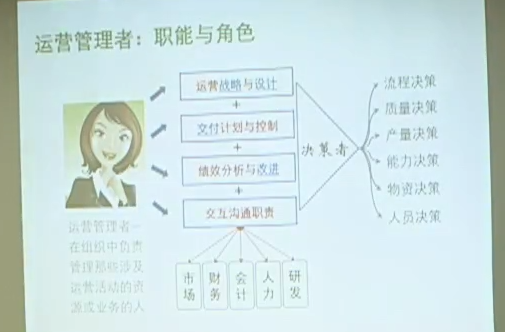 运营管理者：职能与角色
运营战略与设计
+
交付计划与控制
+
绩效分析与改进
+
交互沟通职责
决策者
流程决策
质量决策
产量决策
能力决策
物资决策
人员决策
运营管理者—
在组织中负责
管理那些涉及
运营活动的资
源或业务的人
市场
财务
会计
人力
研发